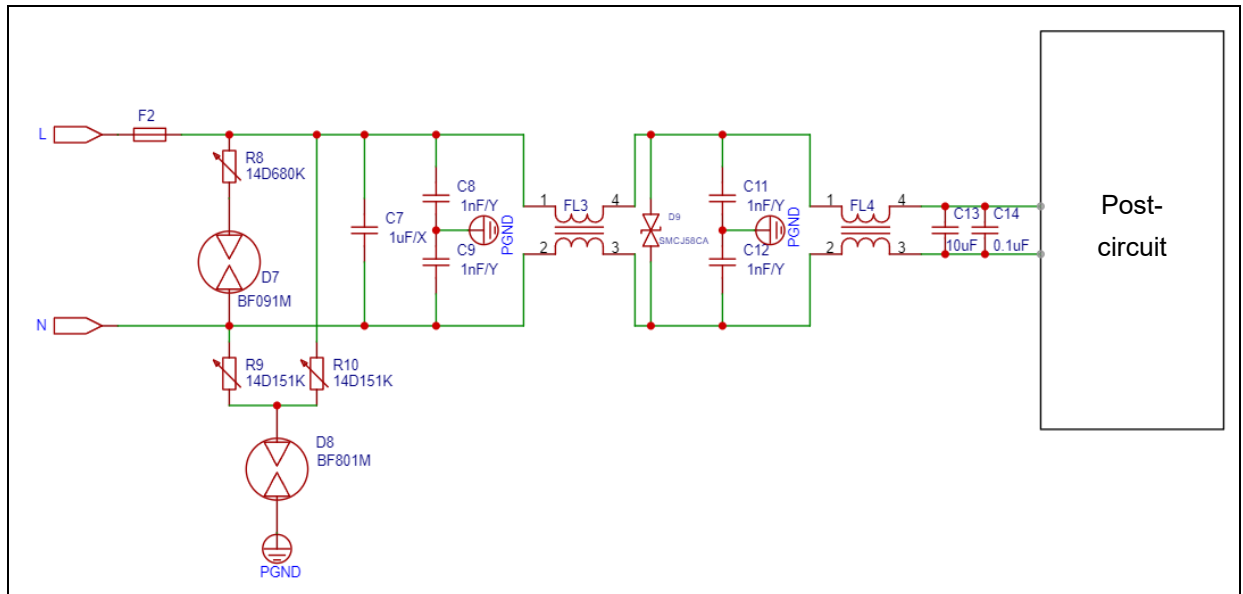 F2
L
R8
14D680K
D7
BF091M
N
C7
1uF/X
C8
1nF/Y
C9
1nF/Y
PGND
1
FL3
4
2
3
D9
SMCJ58CA
C11
1nF/Y
C12
1nF/Y
PGND
1
FL4
4
2
3
C13
10uF
C14
0.1uF
Post-
circuit
R9
14D151K
R10
14D151K
D8
BF801M
PGND